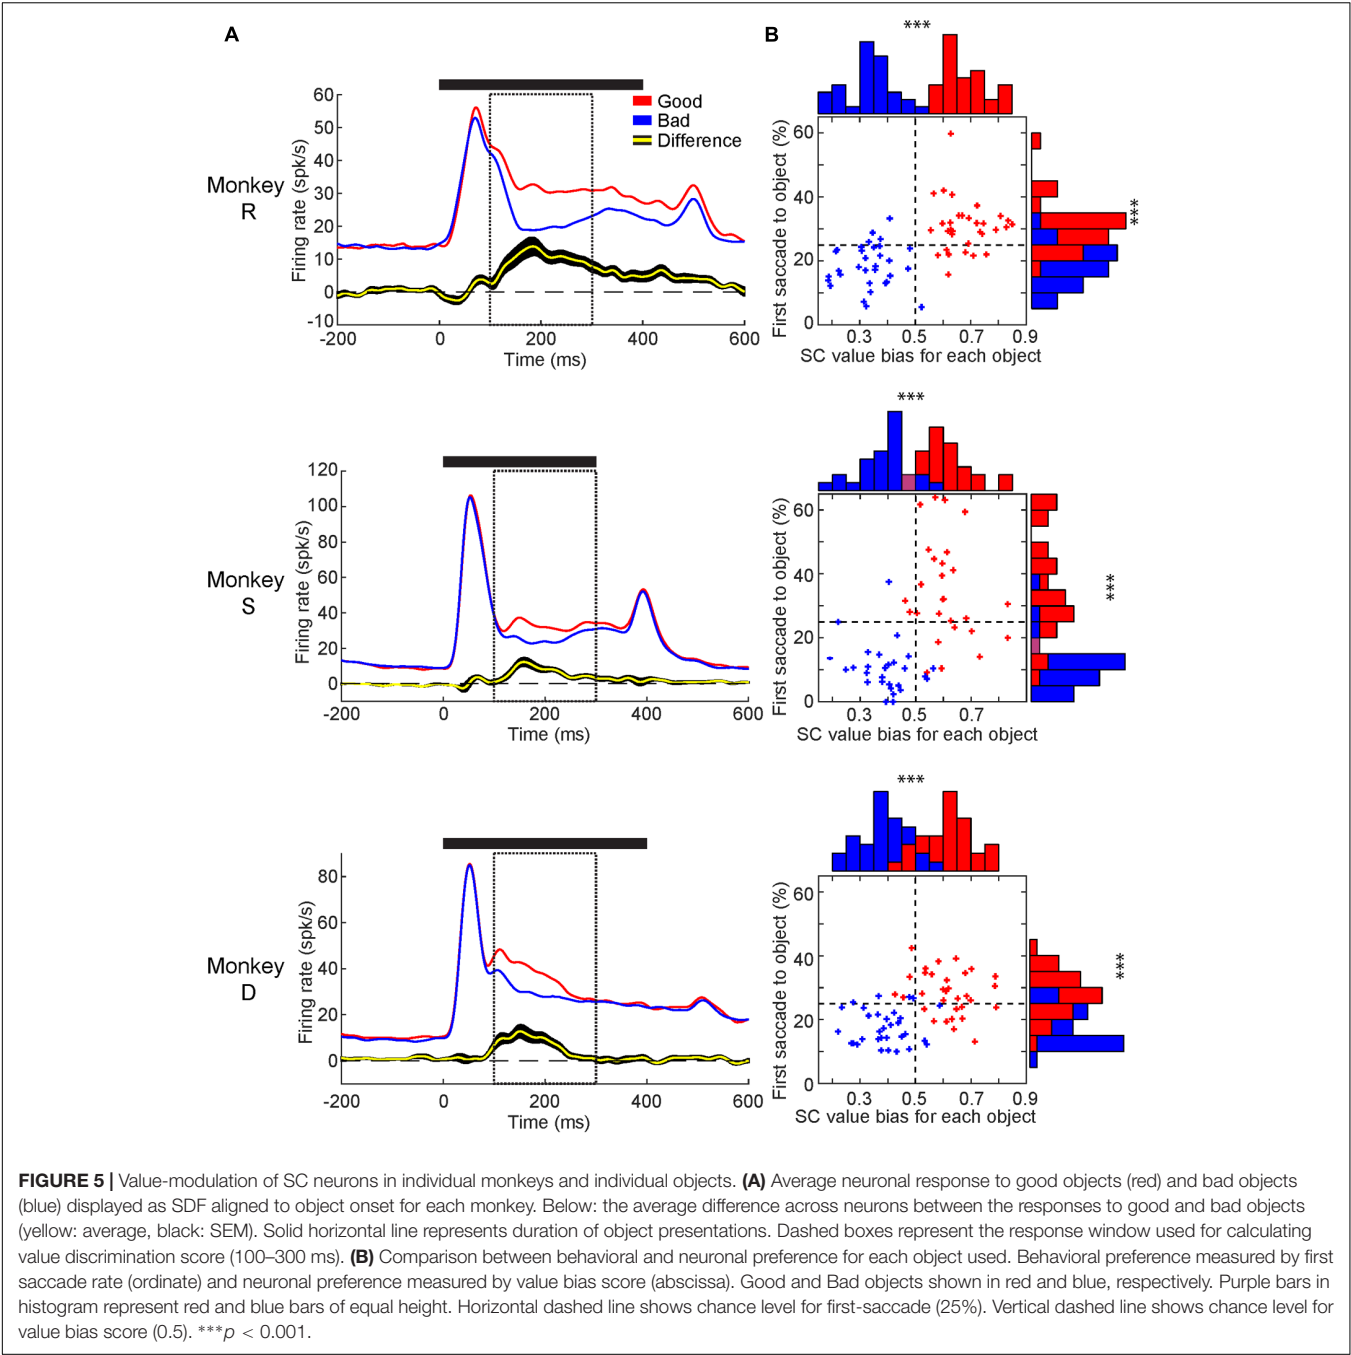 A
B
***
Monkey
R
Firing rate (spk/s)
60
50
40
30
20
10
0
-10
-200
0
200
400
600
Time (ms)
Good
Bad
Difference
First saccade to object (%)
60
40
20
0
0.3
0.5
0.7
0.9
SC value bias for each object
***
***
Monkey
S
Firing rate (spk/s)
120
100
80
60
40
20
0
-200
0
200
400
600
Time (ms)
First saccade to object (%)
60
40
20
0
0.3
0.5
0.7
SC value bias for each object
***
***
Monkey
D
Firing rate (spk/s)
80
60
40
20
0
-200
0
200
400
600
Time (ms)
First saccade to object (%)
60
40
20
0
0.3
0.5
0.7
0.9
SC value bias for each object
***
FIGURE 5 | Value-modulation of SC neurons in individual monkeys and individual objects. (A) Average neuronal response to good objects (red) and bad objects
(blue) displayed as SDF aligned to object onset for each monkey. Below: the average difference across neurons between the responses to good and bad objects
(yellow: average, black: SEM). Solid horizontal line represents duration of object presentations. Dashed boxes represent the response window used for calculating
value discrimination score (100–300 ms). (B) Comparison between behavioral and neuronal preference for each object used. Behavioral preference measured by first
saccade rate (ordinate) and neuronal preference measured by value bias score (abscissa). Good and Bad objects shown in red and blue, respectively. Purple bars in
histogram represent red and blue bars of equal height. Horizontal dashed line shows chance level for first-saccade (25%). Vertical dashed line shows chance level for
value bias score (0.5). ***p < 0.001.